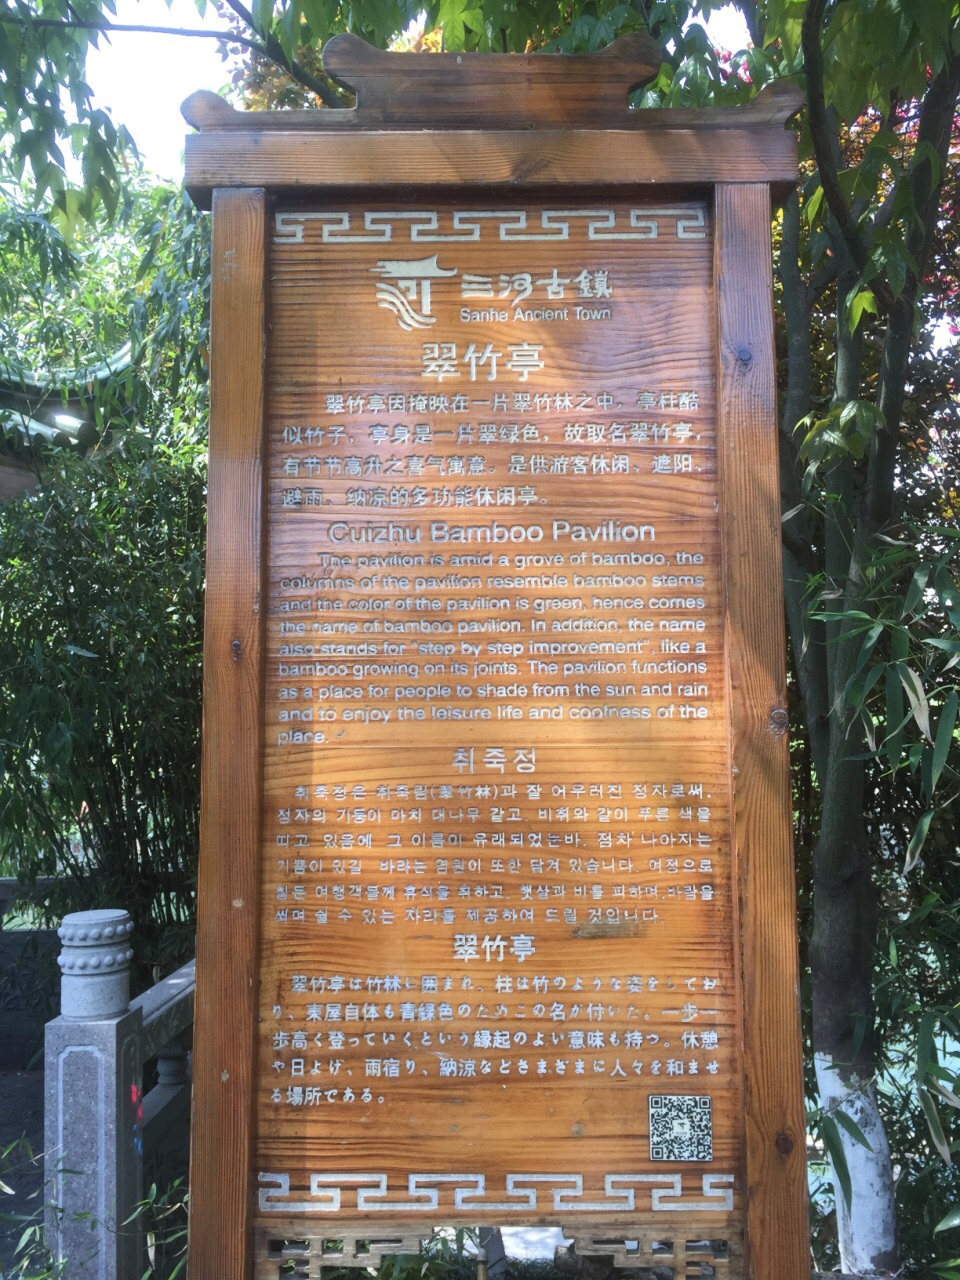 三河古鎮
Sanhe Ancient Town
翠竹亭
翠竹亭因掩映在一片翠竹林之中，亭柱酷
似竹子，亭身是一片翠绿色，故取名翠竹亭，
有节节高升之喜气寓意。是供游客休闲、遮阳、
避雨、纳凉的多功能休闲亭。
Cuizhu Bamboo Pavilion
The pavilion is amid a grove of bamboo, the
columns of the pavilion resemble bamboo stems
and the color of the pavilion is green, hence comes
the name of bamboo pavilion. In addition, the name
also stands for "step by step improvement", like a
bamboo growing on its joints. The pavilion functions
as a place for people to shade from the sun and rain
and to enjoy the leisure life and coolness of the
place.
취죽정
취죽정은 취죽림(翠竹林)과 잘 어우러진 정자로써,
정자의 기둥이 마치 대나무 같고, 비취와 같이 푸른 색을
띠고 있음에 그 이름이 유래되었는바, 점차 나아지는
기쁨이 있길 바라는 염원이 또한 담겨 있습니다. 여정으로
힘든 여행객들께 휴식을 취하고, 햇살과 비를 피하며,바람을
쐬며 쉴 수 있는 자리를 제공하여 드릴 것입니다.
翠竹亭
翠竹亭は竹林に囲まれ、柱は竹のような姿をしてお
り、東屋自体も青緑色のためこの名が付いた。一歩一
歩高く登っていくという縁起のよい意味も持つ。休憩
や日よけ、雨宿り、納涼などさまざまに人々を和ませ
る場所である。